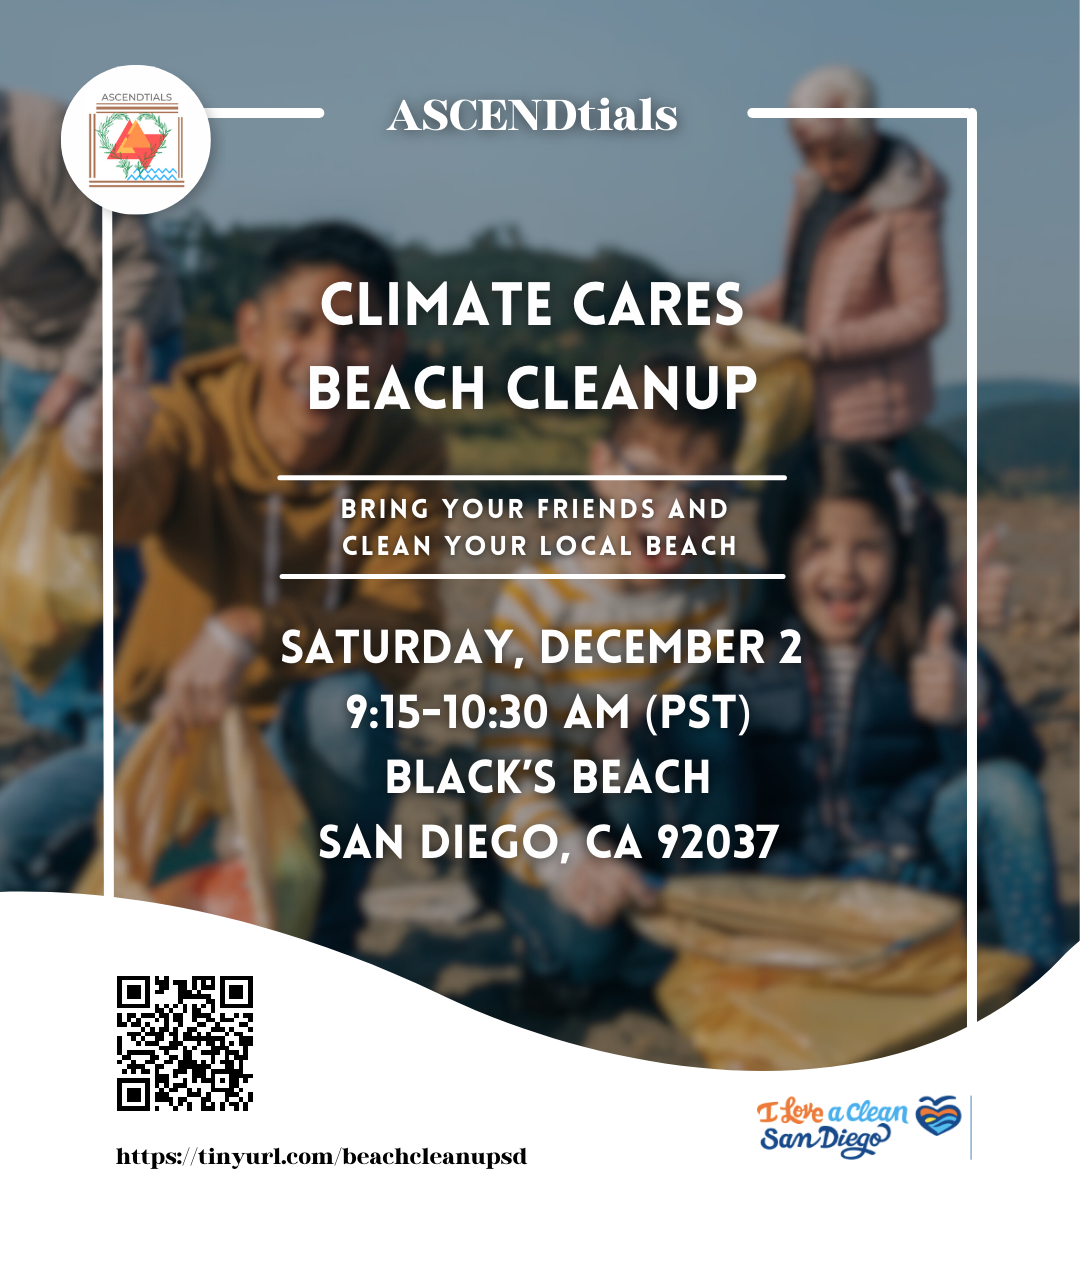 ASCENDTIALS
ASCENDtials
CLIMATE CARES
BEACH CLEANUP
BRING YOUR FRIENDS AND
CLEAN YOUR LOCAL BEACH
SATURDAY, DECEMBER 2
9:15-10:30 AM (PST)
BLACK'S BEACH
SAN DIEGO, CA 92037
https://tinyurl.com/beachcleanupsd
I Love a Clean
San Diego